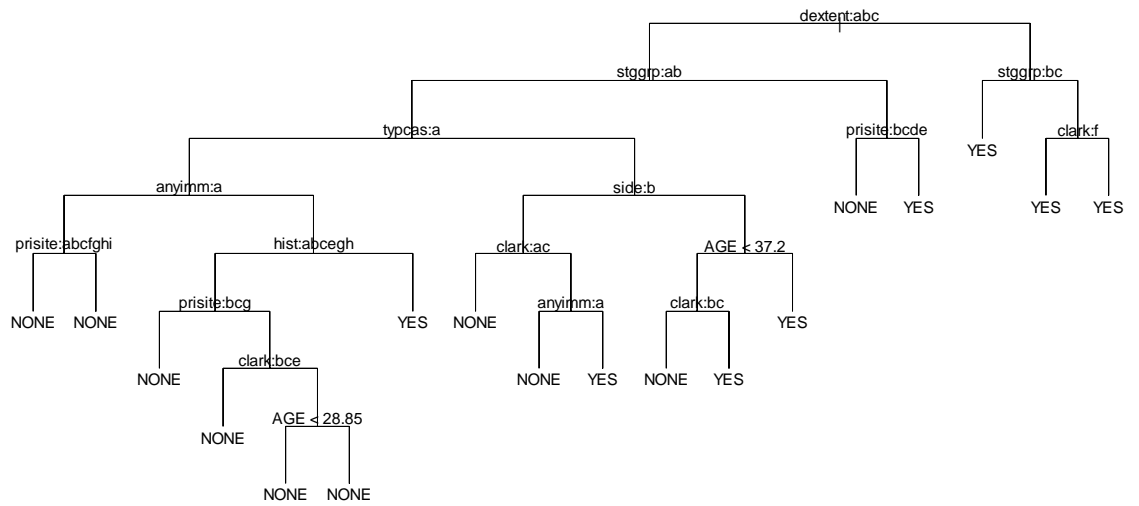 dextent:abc
stggrp:ab
stggrp:bc
typcas:a
prisite:bcde
clark:f
YES
anyimm:a
side:b
NONE
YES
YES
YES
prisite:abcfghi
hist:abcegh
clark:ac
AGE < 37.2
prisite:bcg
anyimm:a
clark:bc
NONE
NONE
YES
NONE
YES
clark:bce
NONE
NONE
YES
NONE
YES
AGE < 28.85
NONE
NONE
NONE